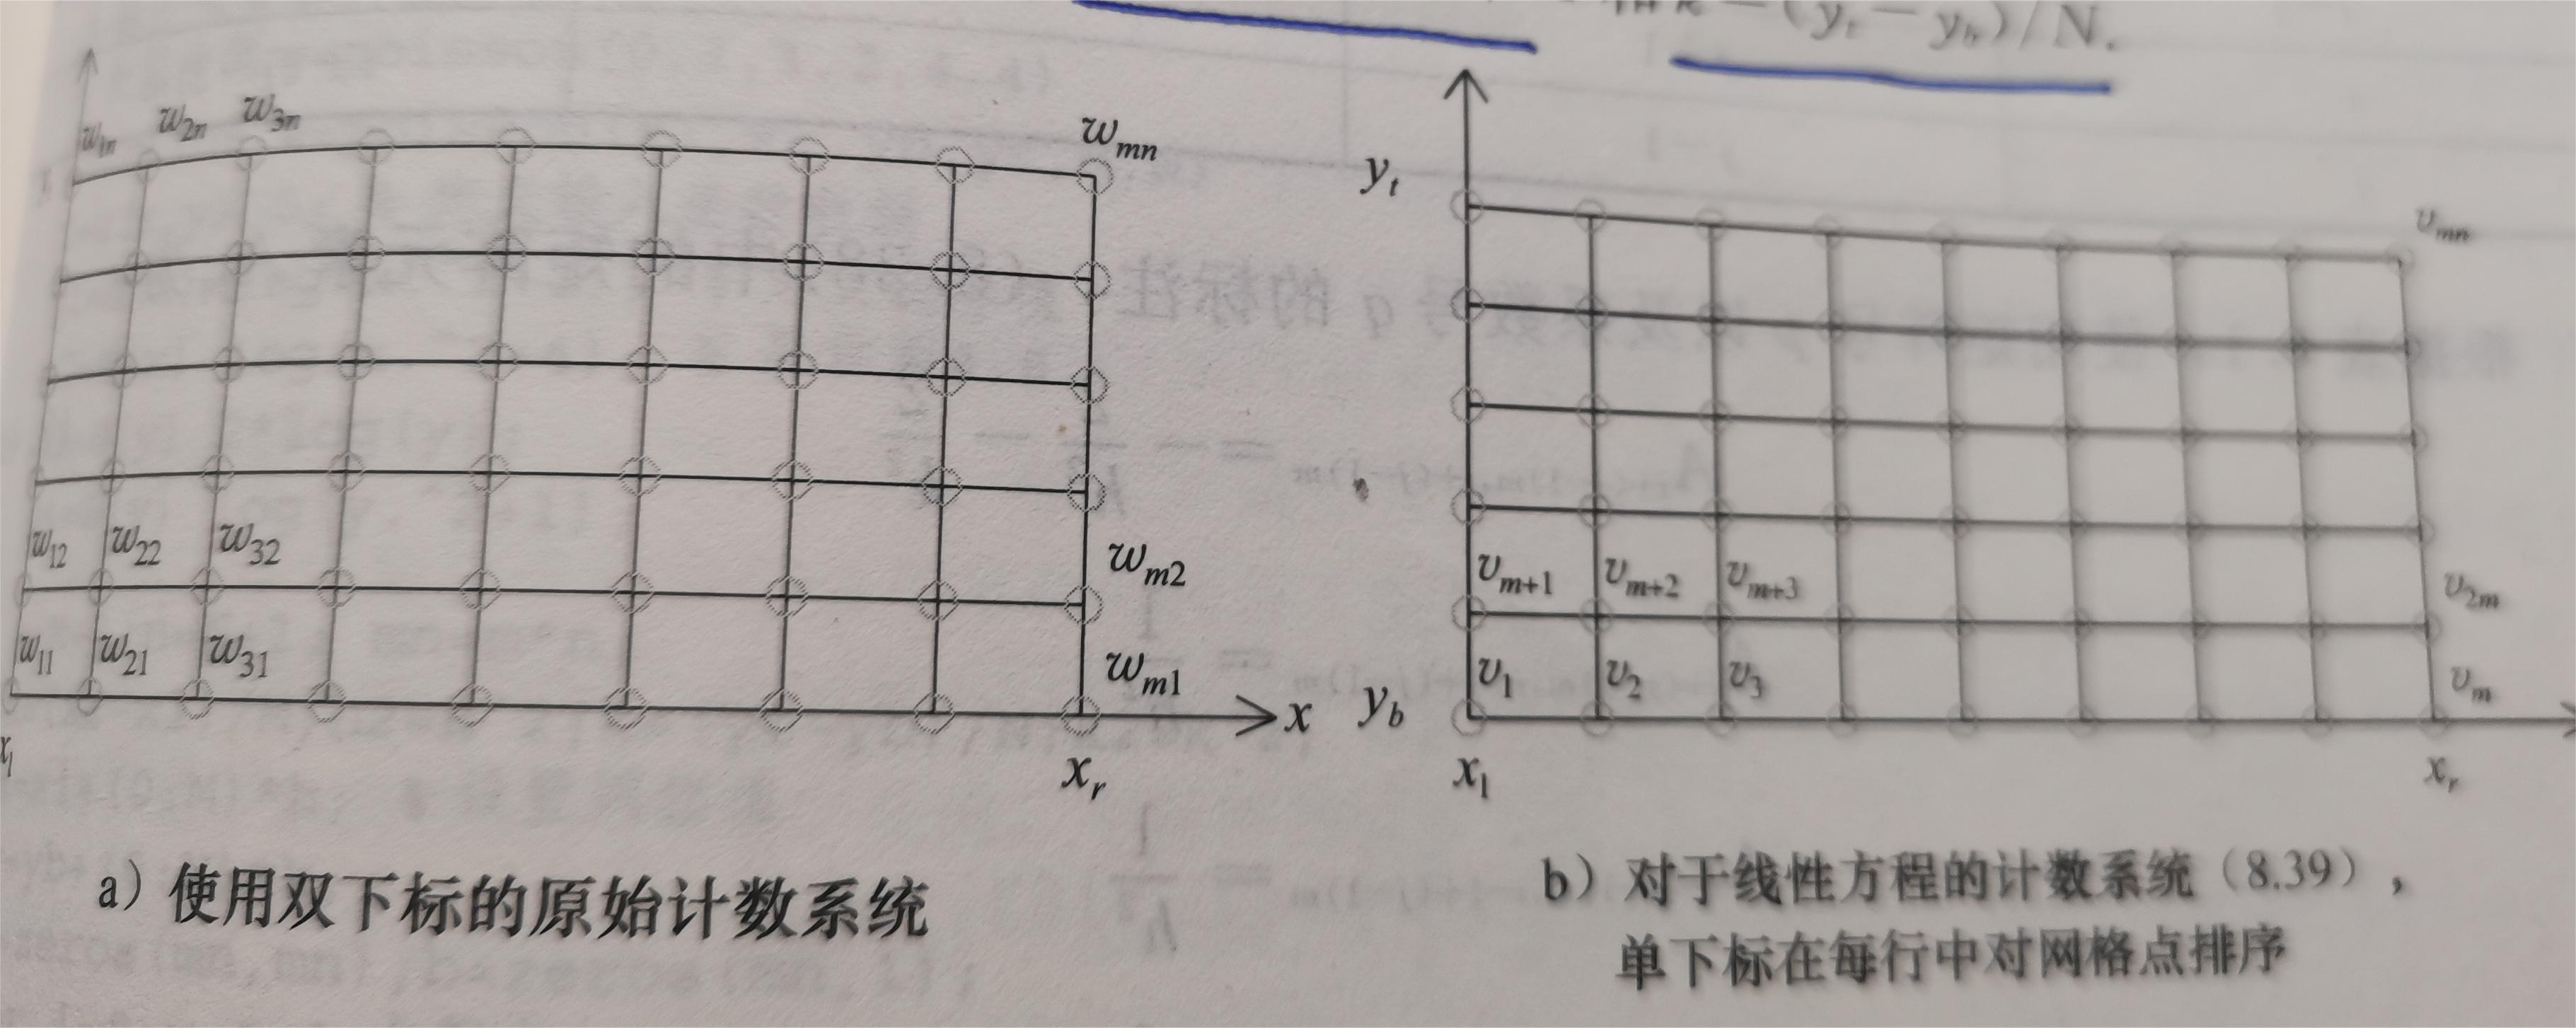 (y_t − y_b)/N.
w_{1n} w_{2n} w_{3n} w_{mn}
w_{12} w_{22} w_{32} w_{m2}
w_{11} w_{21} w_{31} w_{m1}
x
x_l x_r
a）使用双下标的原始计数系统
y_t v_{mn}
v_{m+1} v_{m+2} v_{m+3} v_{2m}
y_b v_1 v_2 v_3 v_m
x_l x_r
b）对于线性方程的计数系统（8.39），
单下标在每行中对网格点排序